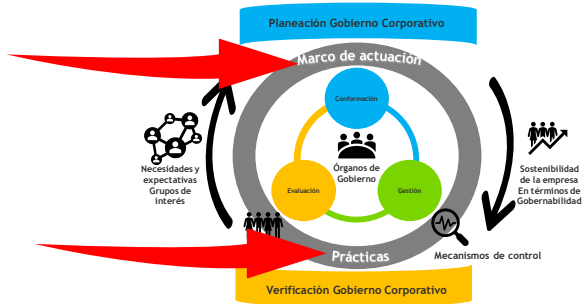 Planeación Gobierno Corporativo
Marco de actuación
Conformación
Órganos de
Gobierno
Evaluación
Gestión
Necesidades y
expectativas
Grupos de
interés
Sostenibilidad
de la empresa
En términos de
Gobernabilidad
Prácticas
Mecanismos de control
Verificación Gobierno Corporativo